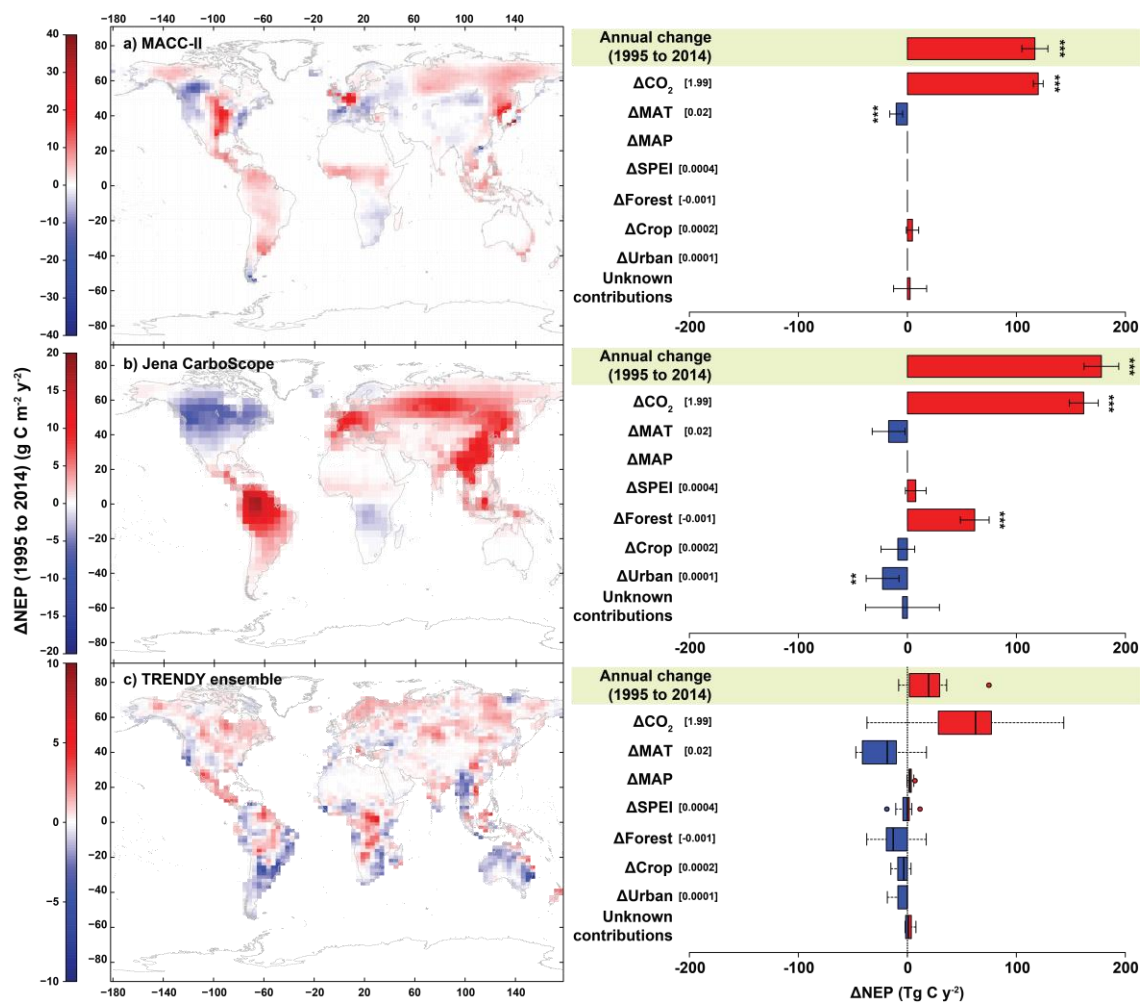 −180 −140 −100 −60 −20 20 60 100 140
ΔNEP (1995 to 2014) (g C m⁻² y⁻²)
40
30
20
10
0
−10
−20
−30
−40
80
60
40
20
0
−20
−40
−60
−80
a) MACC-II
Annual change
(1995 to 2014)
***
ΔCO₂ [1.99]
***
ΔMAT [0.02]
***
ΔMAP
ΔSPEI [0.0004]
ΔForest [-0.001]
ΔCrop [0.0002]
ΔUrban [0.0001]
Unknown
contributions
-200 -100 0 100 200
20
15
10
5
0
−5
−10
−15
−20
80
60
40
20
0
−20
−40
−60
−80
b) Jena CarboScope
Annual change
(1995 to 2014)
***
ΔCO₂ [1.99]
***
ΔMAT [0.02]
ΔMAP
ΔSPEI [0.0004]
ΔForest [-0.001]
***
ΔCrop [0.0002]
ΔUrban [0.0001]
**
Unknown
contributions
-200 -100 0 100 200
10
5
0
−5
−10
80
60
40
20
0
−20
−40
−60
−80
c) TRENDY ensemble
−180 −140 −100 −60 −20 20 60 100 140
Annual change
(1995 to 2014)
ΔCO₂ [1.99]
ΔMAT [0.02]
ΔMAP
ΔSPEI [0.0004]
ΔForest [-0.001]
ΔCrop [0.0002]
ΔUrban [0.0001]
Unknown
contributions
-200 -100 0 100 200
ΔNEP (Tg C y⁻²)